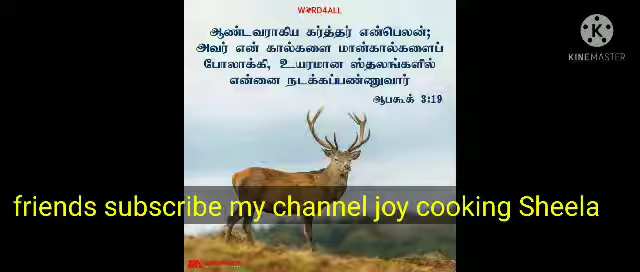 W♥RD4ALL
ஆண்டவராகிய கர்த்தர் என்பெலன்;
அவர் என் கால்களை மான்கால்களைப்
போலாக்கி, உயரமான ஸ்தலங்களில்
என்னை நடக்கப்பண்ணுவார்
ஆபகூக் 3:19
KINEMASTER
friends subscribe my channel joy cooking Sheela